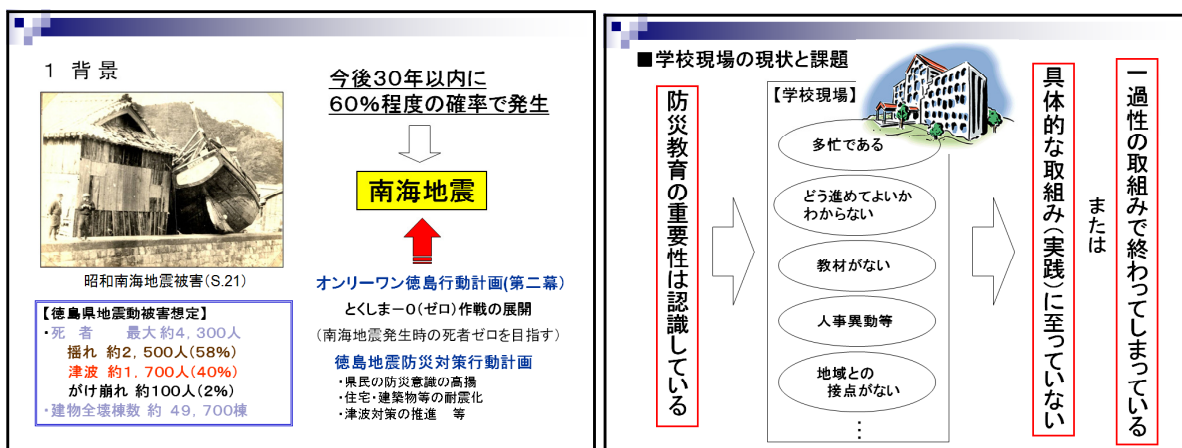 1 背景
昭和南海地震被害(S.21)
【徳島県地震動被害想定】
・死 者 最大約4,300人
揺れ 約2,500人(58%)
津波 約1,700人(40%)
がけ崩れ 約100人(2%)
・建物全壊棟数 約 49,700棟
今後30年以内に
60%程度の確率で発生
南海地震
オンリーワン徳島行動計画(第二幕)
とくしま-0(ゼロ)作戦の展開
(南海地震発生時の死者ゼロを目指す)
徳島地震防災対策行動計画
・県民の防災意識の高揚
・住宅・建築物等の耐震化
・津波対策の推進 等
■学校現場の現状と課題
防災教育の重要性は認識している
【学校現場】
多忙である
どう進めてよいか
わからない
教材がない
人事異動等
地域との
接点がない
⋮
具体的な取組み(実践)に至っていない
または
一過性の取組みで終わってしまっている